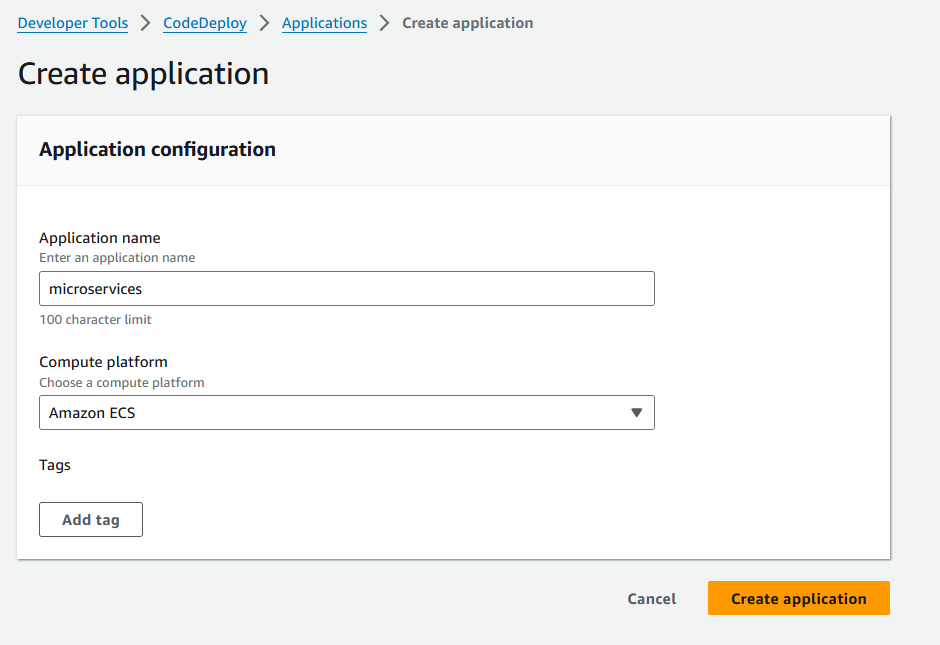 Developer Tools > CodeDeploy > Applications > Create application
Create application
Application configuration
Application name
Enter an application name
microservices
100 character limit
Compute platform
Choose a compute platform
Amazon ECS
Tags
Add tag
Cancel Create application